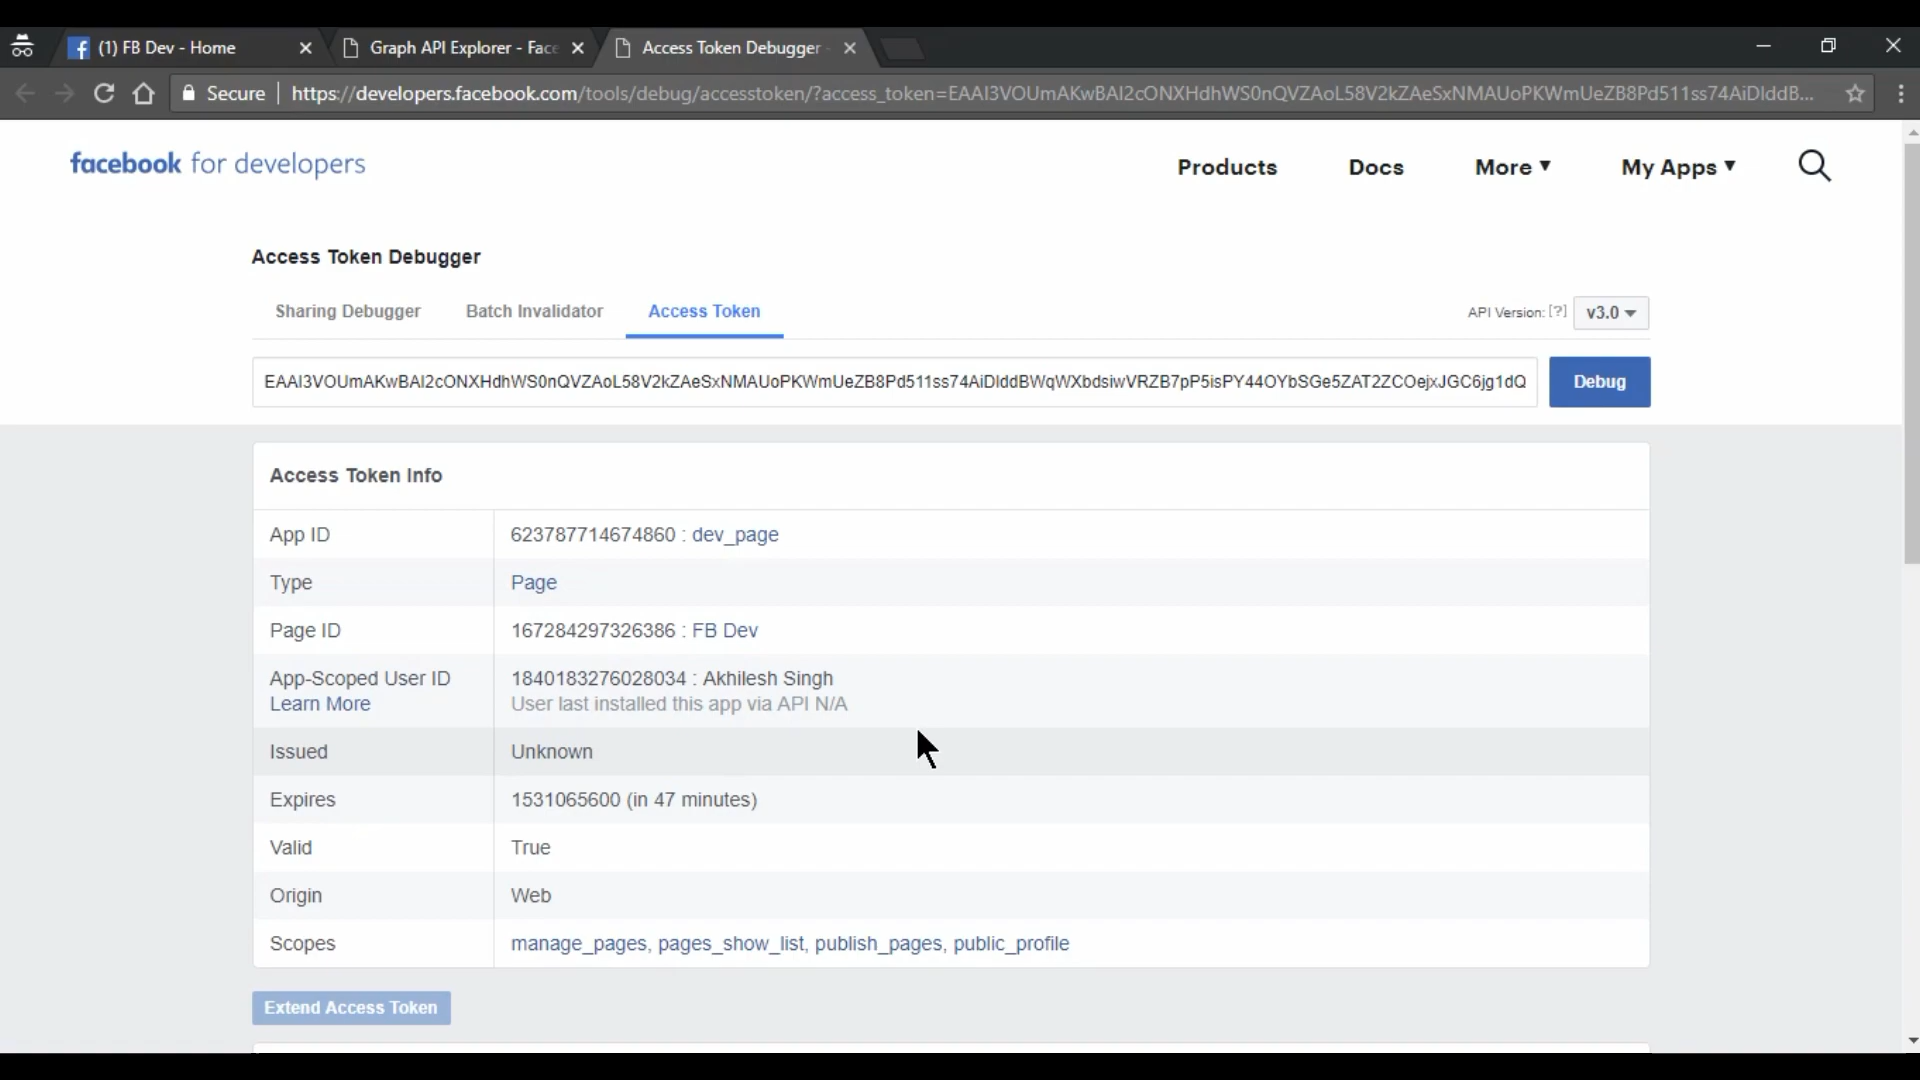 (1) FB Dev - Home
Graph API Explorer - Face
Access Token Debugger -
Secure
https://developers.facebook.com/tools/debug/accesstoken/?access_token=EAAI3VOUmAKwBAI2cONXHdhWS0nQVZAoL58V2kZAeSxNMAUoPKWmUeZB8Pd511ss74AiDIddB...
facebook for developers
Products
Docs
More ▼
My Apps ▼
Access Token Debugger
Sharing Debugger
Batch Invalidator
Access Token
API Version: [?]
v3.0
EAAI3VOUmAKwBAI2cONXHdhWS0nQVZAoL58V2kZAeSxNMAUoPKWmUeZB8Pd511ss74AiDIddBWqWXbdsiwVRZB7pP5isPY44OYbSGe5ZAT2ZCOejxJGC6jg1dQ
Debug
Access Token Info
App ID
623787714674860 : dev_page
Type
Page
Page ID
167284297326386 : FB Dev
App-Scoped User ID
Learn More
1840183276028034 : Akhilesh Singh
User last installed this app via API N/A
Issued
Unknown
Expires
1531065600 (in 47 minutes)
Valid
True
Origin
Web
Scopes
manage_pages, pages_show_list, publish_pages, public_profile
Extend Access Token